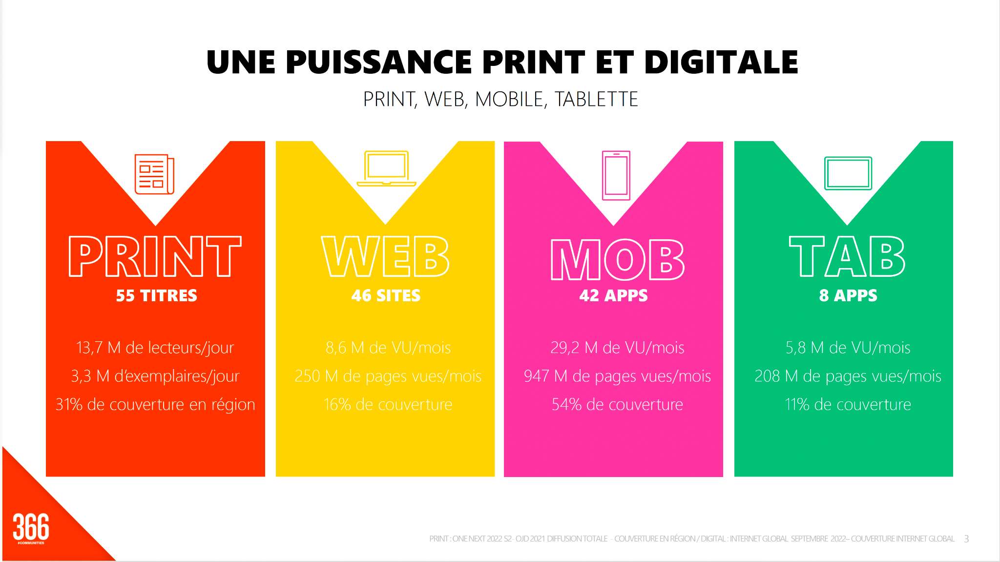 UNE PUISSANCE PRINT ET DIGITALE
PRINT, WEB, MOBILE, TABLETTE
PRINT
55 TITRES
13,7 M de lecteurs/jour
3,3 M d’exemplaires/jour
31% de couverture en région
WEB
46 SITES
8,6 M de VU/mois
250 M de pages vues/mois
16% de couverture
MOB
42 APPS
29,2 M de VU/mois
947 M de pages vues/mois
54% de couverture
TAB
8 APPS
5,8 M de VU/mois
208 M de pages vues/mois
11% de couverture
366
#COMMUNITIES
PRINT : ONE NEXT 2022 S2- OJD 2021 DIFFUSION TOTALE - COUVERTURE EN RÉGION / DIGITAL : INTERNET GLOBAL SEPTEMBRE 2022– COUVERTURE INTERNET GLOBAL 3